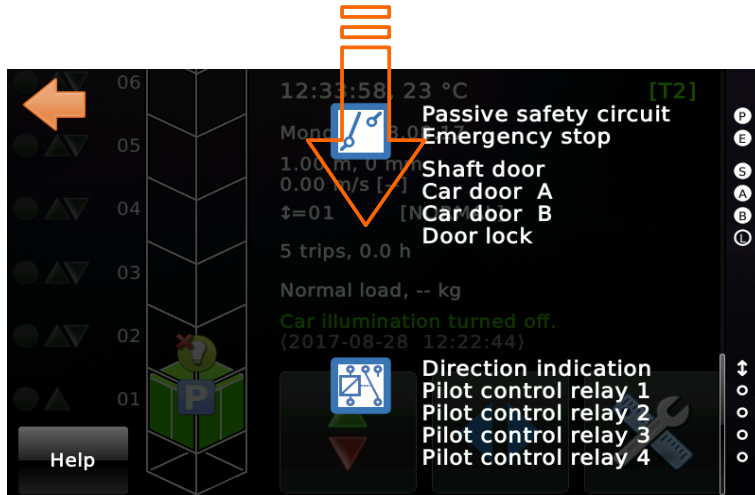 06
12:33:58, 23 °C [T2]
Passive safety circuit P
Emergency stop E
05
Shaft door S
1.00 m, 0 mm
0.00 m/s [--]
Car door A A
04
↕=01
Car door B B
Door lock L
5 trips, 0.0 h
03
Normal load, -- kg
Car illumination turned off.
02
(2017-08-28 12:22:44)
Direction indication ↕
01
P
Pilot control relay 1
Pilot control relay 2
Pilot control relay 3
Pilot control relay 4
Help